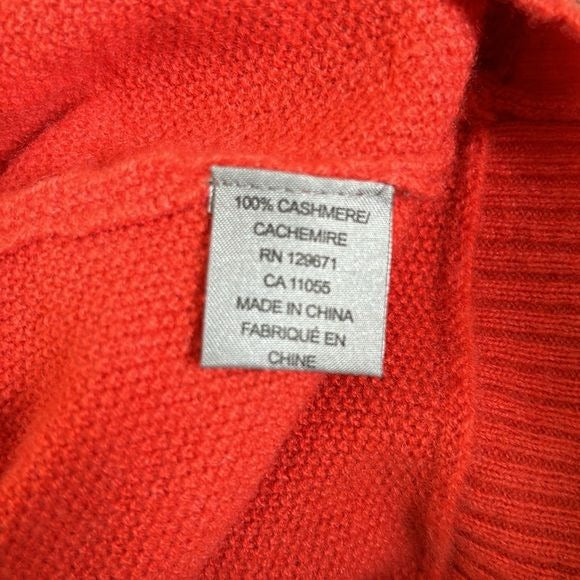 100% CASHMERE/
CACHEMIRE
RN 129671
CA 11055
MADE IN CHINA
FABRIQUÉ EN
CHINE